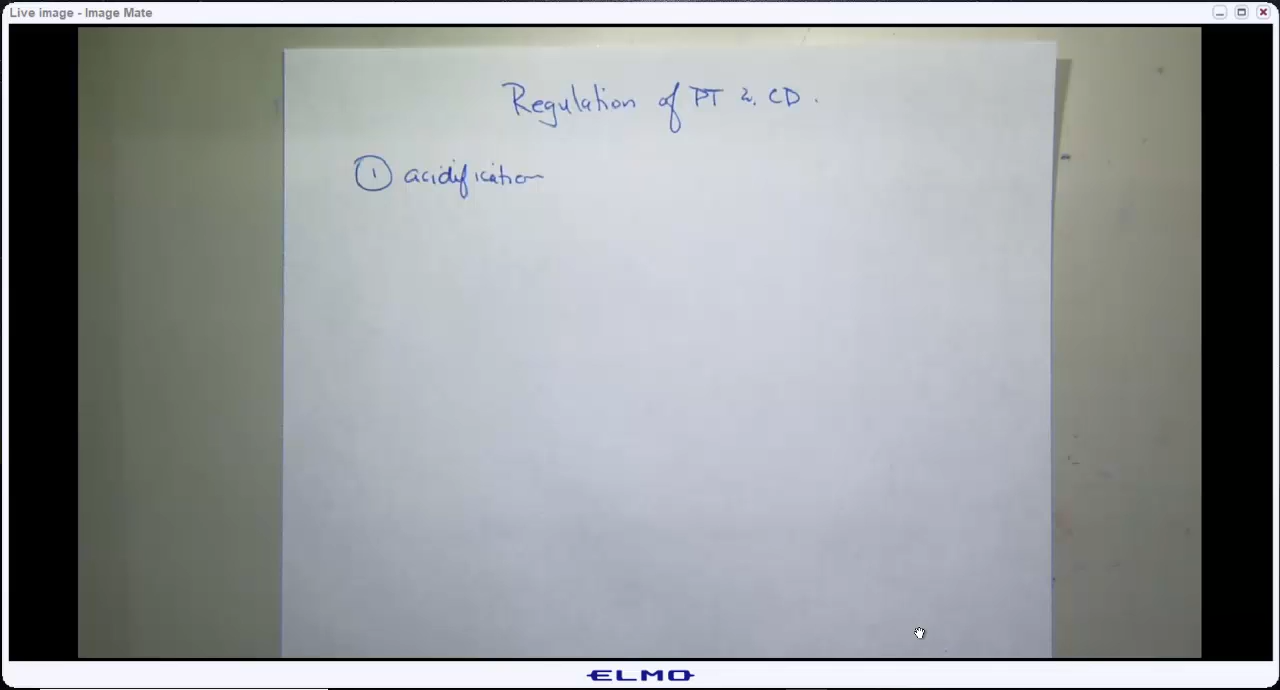 Live image - Image Mate
Regulation of PT & CD.
① acidification
ELMO